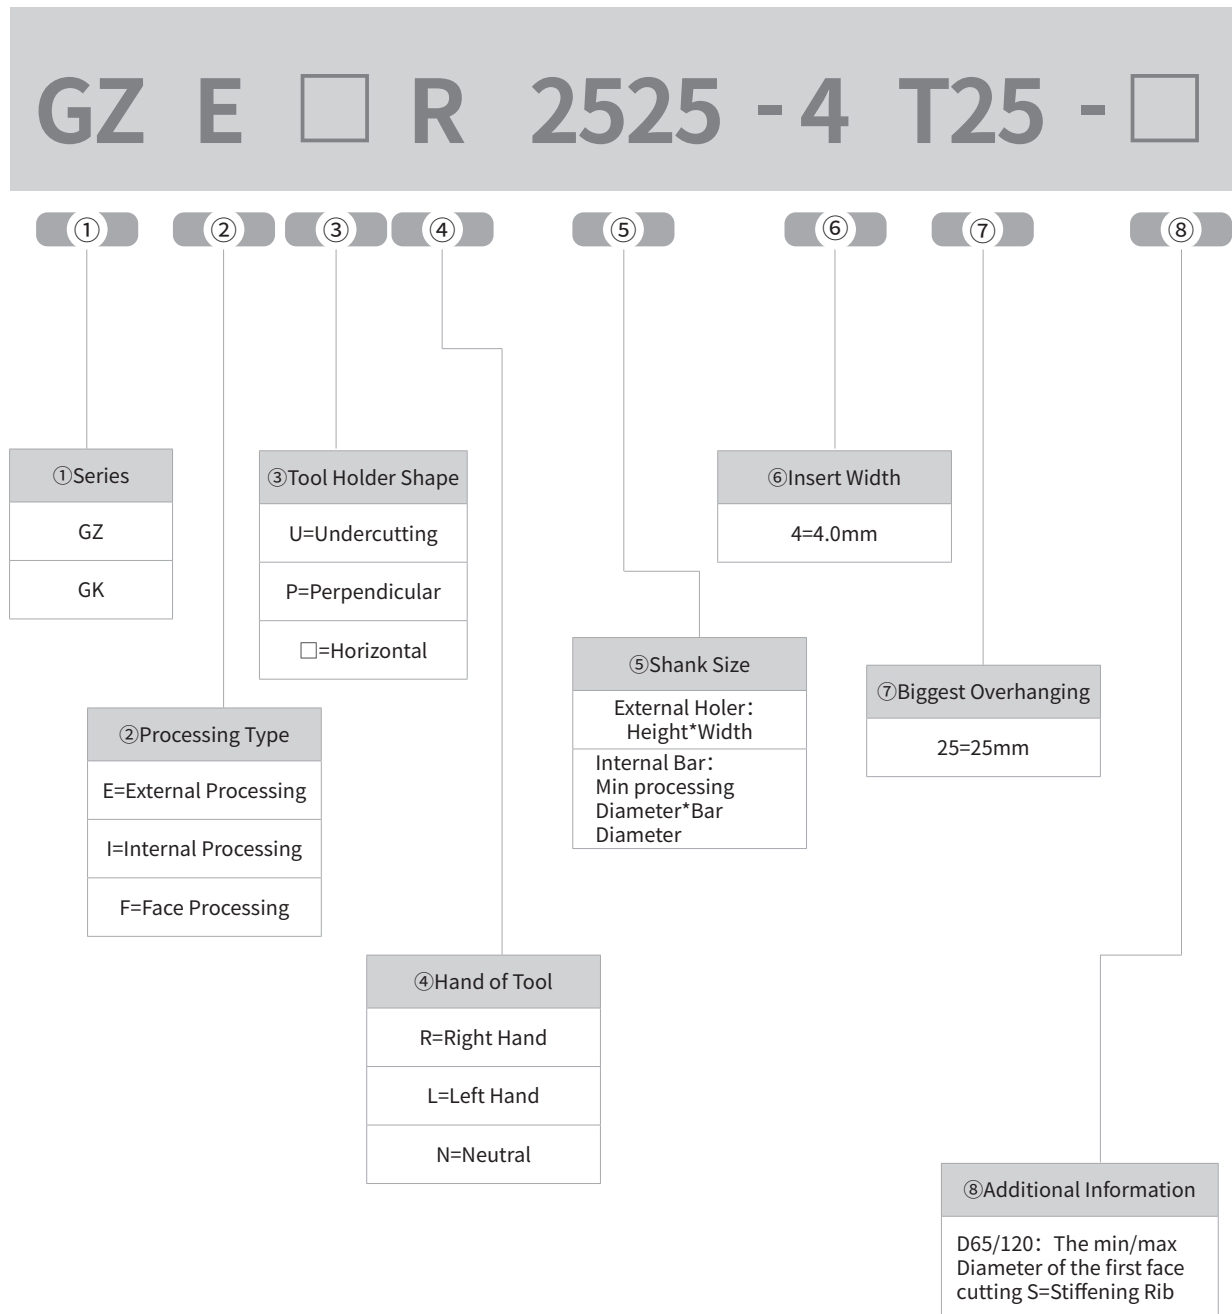 GZ E □ R 2525 - 4 T25 - □
① ② ③ ④ ⑤ ⑥ ⑦ ⑧
①Series
GZ
GK
③Tool Holder Shape
U=Undercutting
P=Perpendicular
□=Horizontal
⑥Insert Width
4=4.0mm
⑤Shank Size
External Holer：
Height*Width
Internal Bar：
Min processing
Diameter*Bar
Diameter
⑦Biggest Overhanging
25=25mm
②Processing Type
E=External Processing
I=Internal Processing
F=Face Processing
④Hand of Tool
R=Right Hand
L=Left Hand
N=Neutral
⑧Additional Information
D65/120：The min/max
Diameter of the first face
cutting S=Stiffening Rib